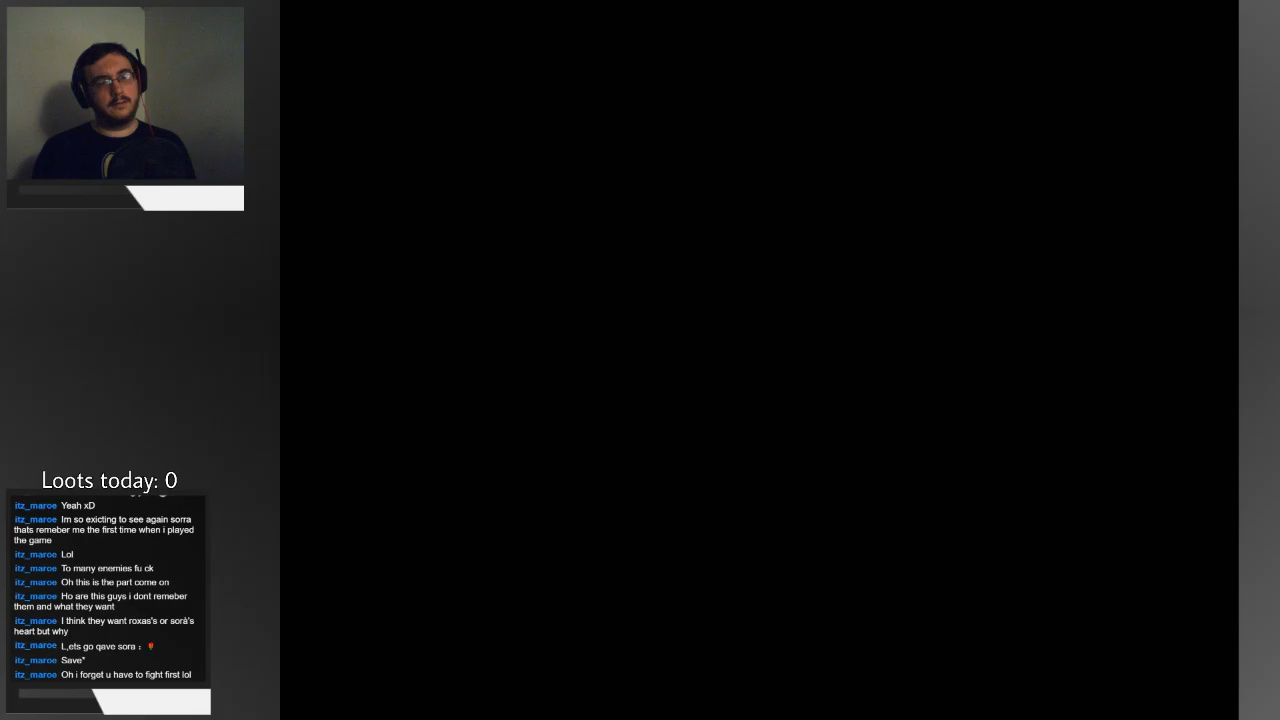 Loots today: 0
itz_maroe Yeah xD
itz_maroe Im so exicting to see again sorra
thats remeber me the first time when i played
the game
itz_maroe Lol
itz_maroe To many enemies fu ck
itz_maroe Oh this is the part come on
itz_maroe Ho are this guys i dont remeber
them and what they want
itz_maroe I think they want roxas's or sorà's
heart but why
itz_maroe L,ets go qave sora :
itz_maroe Save*
itz_maroe Oh i forget u have to fight first lol